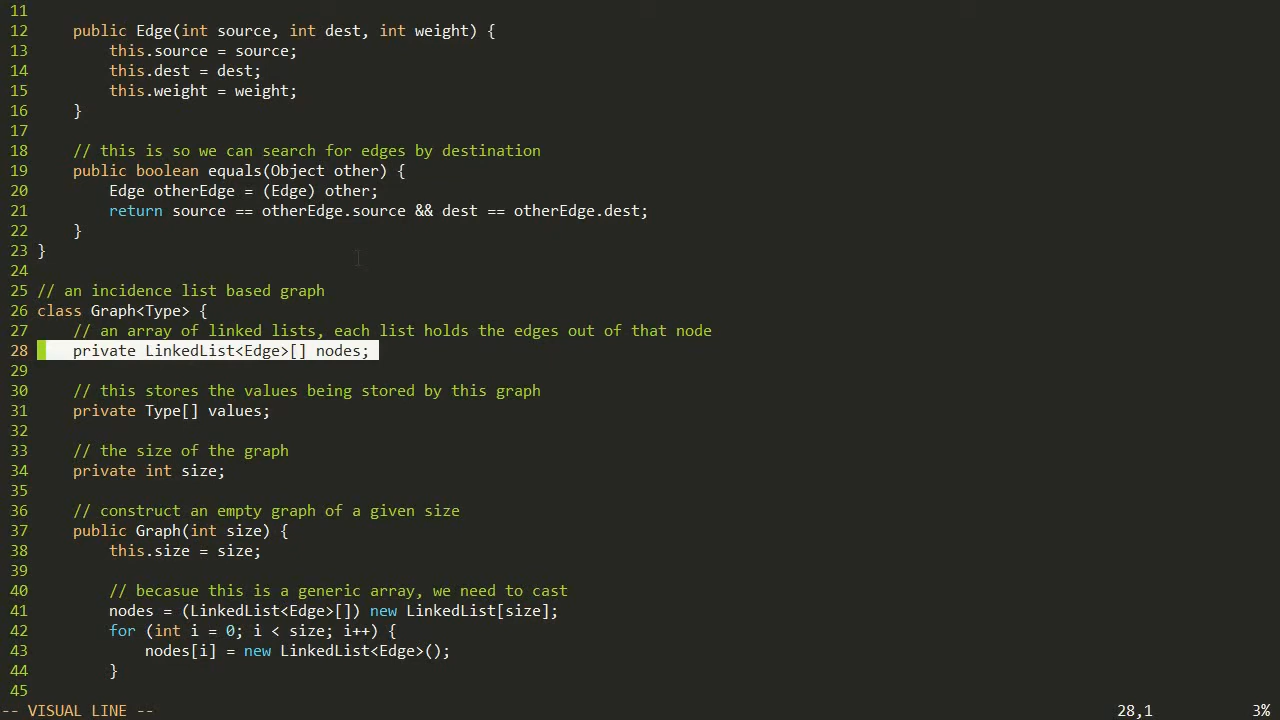 11
12     public Edge(int source, int dest, int weight) {
13         this.source = source;
14         this.dest = dest;
15         this.weight = weight;
16     }
17
18     // this is so we can search for edges by destination
19     public boolean equals(Object other) {
20         Edge otherEdge = (Edge) other;
21         return source == otherEdge.source && dest == otherEdge.dest;
22     }
23 }
24
25 // an incidence list based graph
26 class Graph<Type> {
27     // an array of linked lists, each list holds the edges out of that node
28     private LinkedList<Edge>[] nodes;
29
30     // this stores the values being stored by this graph
31     private Type[] values;
32
33     // the size of the graph
34     private int size;
35
36     // construct an empty graph of a given size
37     public Graph(int size) {
38         this.size = size;
39
40         // becasue this is a generic array, we need to cast
41         nodes = (LinkedList<Edge>[]) new LinkedList[size];
42         for (int i = 0; i < size; i++) {
43             nodes[i] = new LinkedList<Edge>();
44         }
45
-- VISUAL LINE -- 28,1 3%